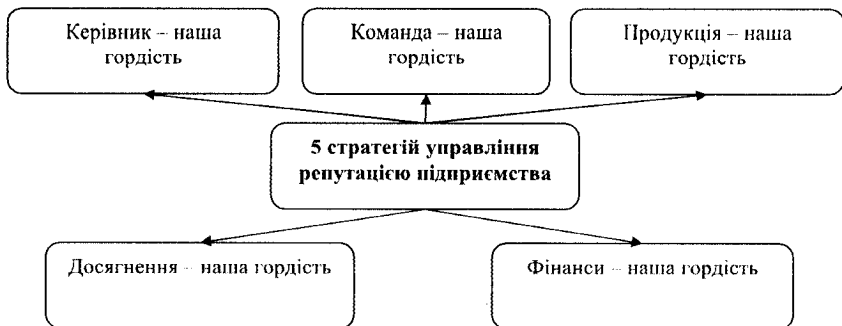 Керівник – наша
гордість
Команда – наша
гордість
Продукція – наша
гордість
5 стратегій управління
репутацією підприємства
Досягнення – наша гордість
Фінанси – наша гордість